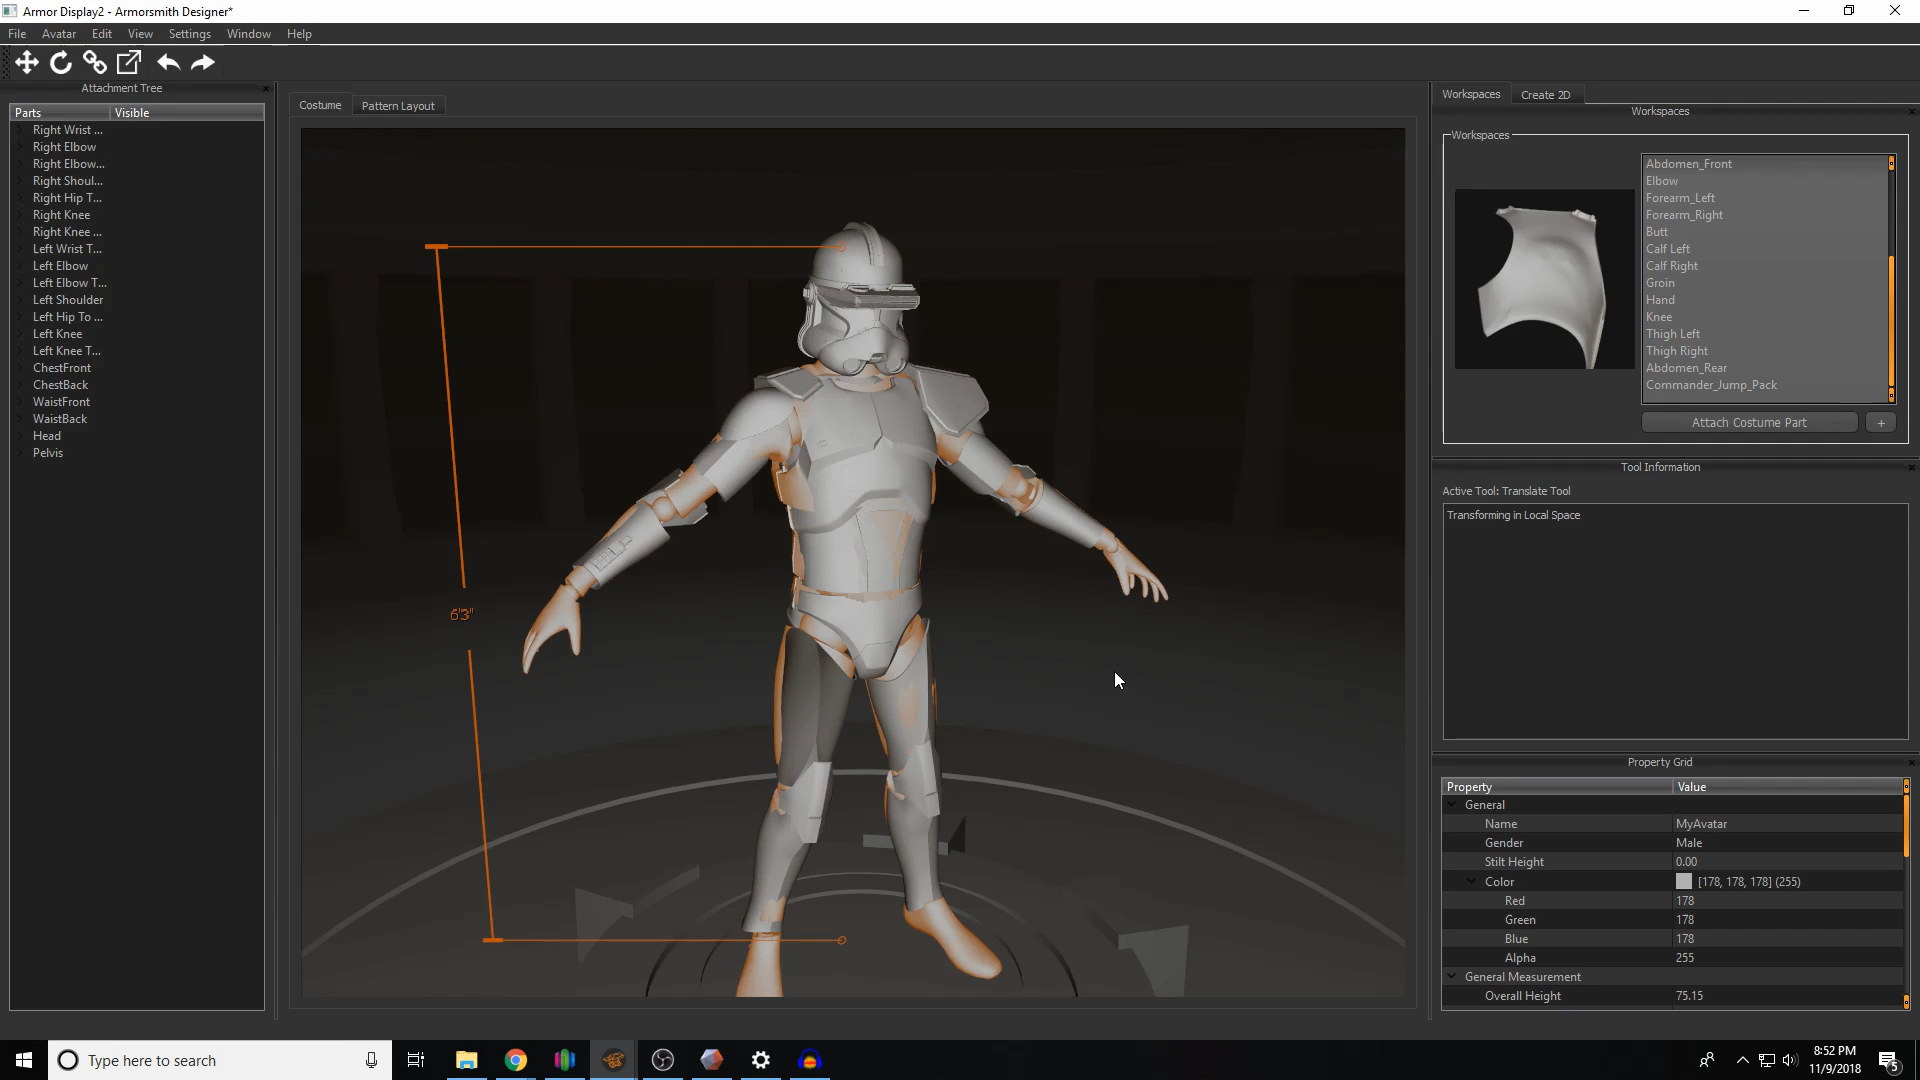 Armor Display2 - Armorsmith Designer*
File Avatar Edit View Settings Window Help
Attachment Tree
Parts Visible
Right Wrist ...
Right Elbow
Right Elbow...
Right Shoul...
Right Hip T...
Right Knee
Right Knee ...
Left Wrist T...
Left Elbow
Left Elbow T...
Left Shoulder
Left Hip To ...
Left Knee
Left Knee T...
ChestFront
ChestBack
WaistFront
WaistBack
Head
Pelvis
Costume Pattern Layout
6'3"
Workspaces Create 2D
Workspaces
Workspaces
Abdomen_Front
Elbow
Forearm_Left
Forearm_Right
Butt
Calf Left
Calf Right
Groin
Hand
Knee
Thigh Left
Thigh Right
Abdomen_Rear
Commander_Jump_Pack
Attach Costume Part +
Tool Information
Active Tool: Translate Tool
Transforming in Local Space
Property Grid
Property Value
General
Name MyAvatar
Gender Male
Stilt Height 0.00
Color [178, 178, 178] (255)
Red 178
Green 178
Blue 178
Alpha 255
General Measurement
Overall Height 75.15
Type here to search
8:52 PM
11/9/2018
5